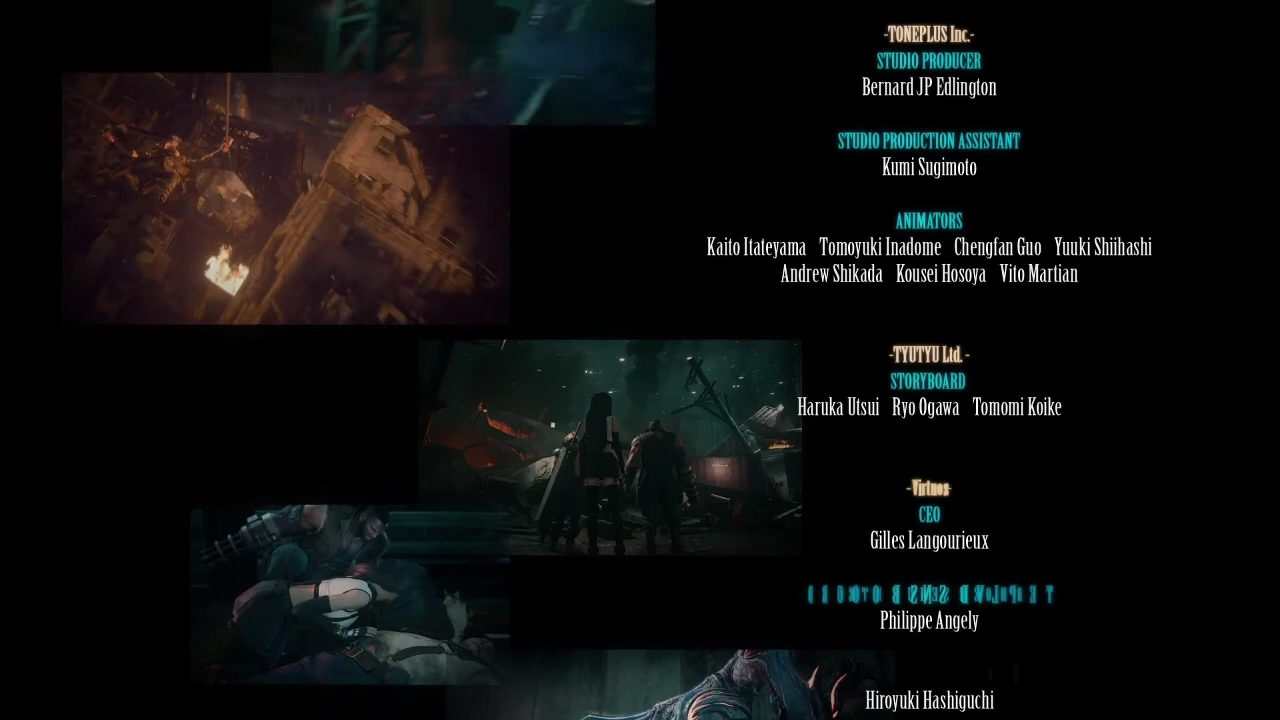 -TONEPLUS Inc.-
STUDIO PRODUCER
Bernard JP Edlington
STUDIO PRODUCTION ASSISTANT
Kumi Sugimoto
ANIMATORS
Kaito Itateyama Tomoyuki Inadome Chengfan Guo Yuuki Shiihashi
Andrew Shikada Kousei Hosoya Vito Martian
-TYUTYU Ltd. -
STORYBOARD
Haruka Utsui Ryo Ogawa Tomomi Koike
-Virtuos-
CEO
Gilles Langourieux
Philippe Angely
Hiroyuki Hashiguchi